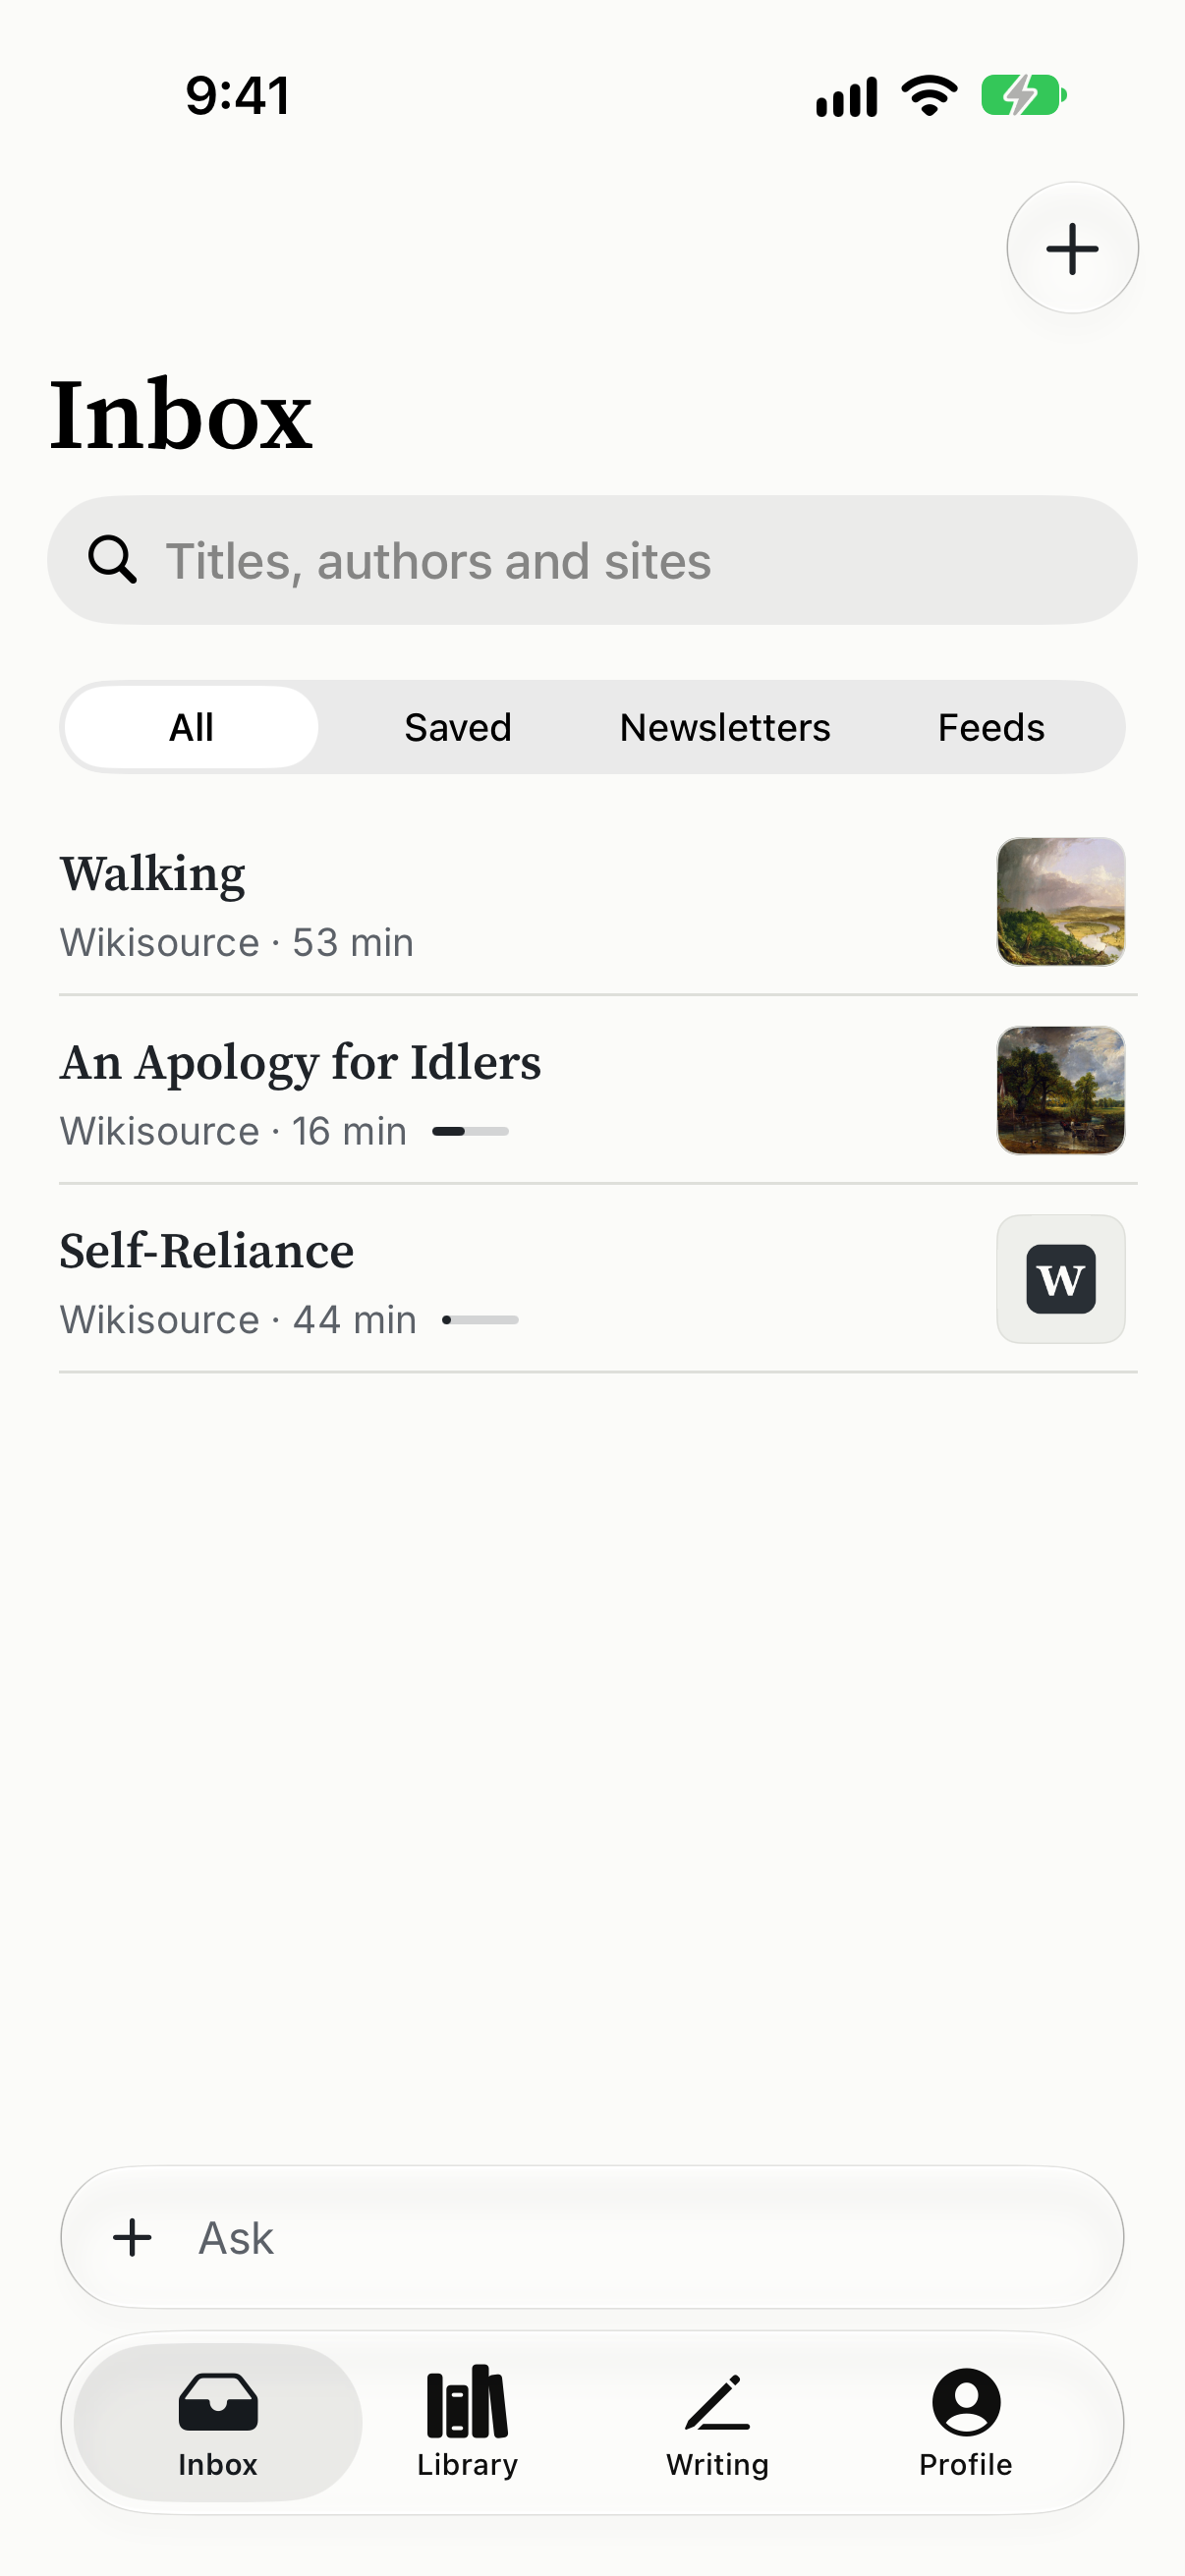 9:41
Inbox
Titles, authors and sites
All Saved Newsletters Feeds
Walking
Wikisource · 53 min
An Apology for Idlers
Wikisource · 16 min
Self-Reliance
Wikisource · 44 min
W
Ask
Inbox Library Writing Profile